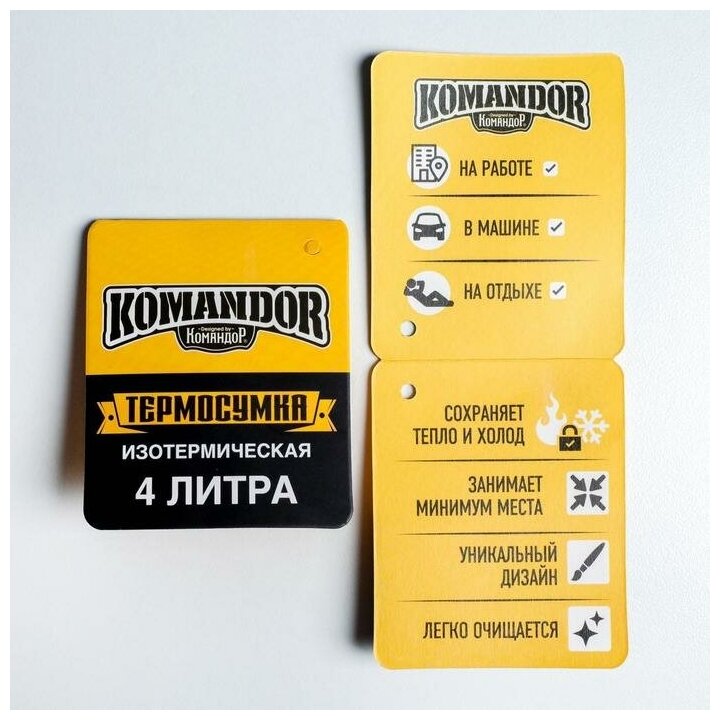 KOMANDOR
Designed by
КомандоР®
ТЕРМОСУМКА
ИЗОТЕРМИЧЕСКАЯ
4 ЛИТРА
KOMANDOR
Designed by
КомандоР®
НА РАБОТЕ
В МАШИНЕ
НА ОТДЫХЕ
СОХРАНЯЕТ
ТЕПЛО И ХОЛОД
ЗАНИМАЕТ
МИНИМУМ МЕСТА
УНИКАЛЬНЫЙ
ДИЗАЙН
ЛЕГКО ОЧИЩАЕТСЯ